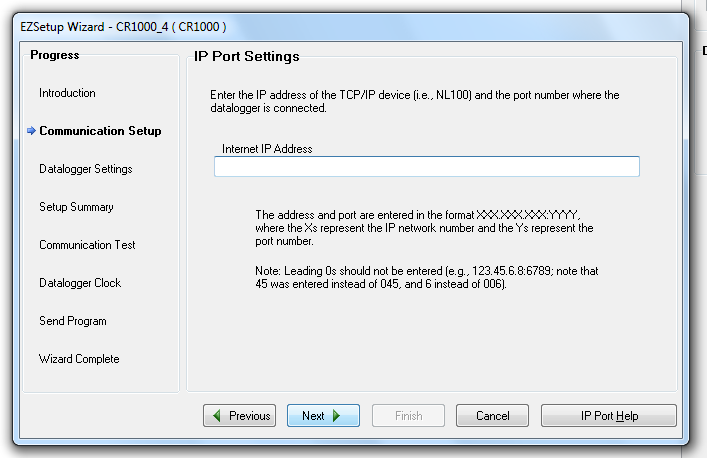 EZSetup Wizard - CR1000_4 ( CR1000 )
Progress
Introduction
Communication Setup
Datalogger Settings
Setup Summary
Communication Test
Datalogger Clock
Send Program
Wizard Complete
IP Port Settings
Enter the IP address of the TCP/IP device (i.e., NL100) and the port number where the
datalogger is connected.
Internet IP Address
The address and port are entered in the format XXX.XXX.XXX.XXX:YYYY,
where the Xs represent the IP network number and the Ys represent the
port number.
Note: Leading 0s should not be entered (e.g., 123.45.6.8:6789; note that
45 was entered instead of 045, and 6 instead of 006).
Previous
Next
Finish
Cancel
IP Port Help